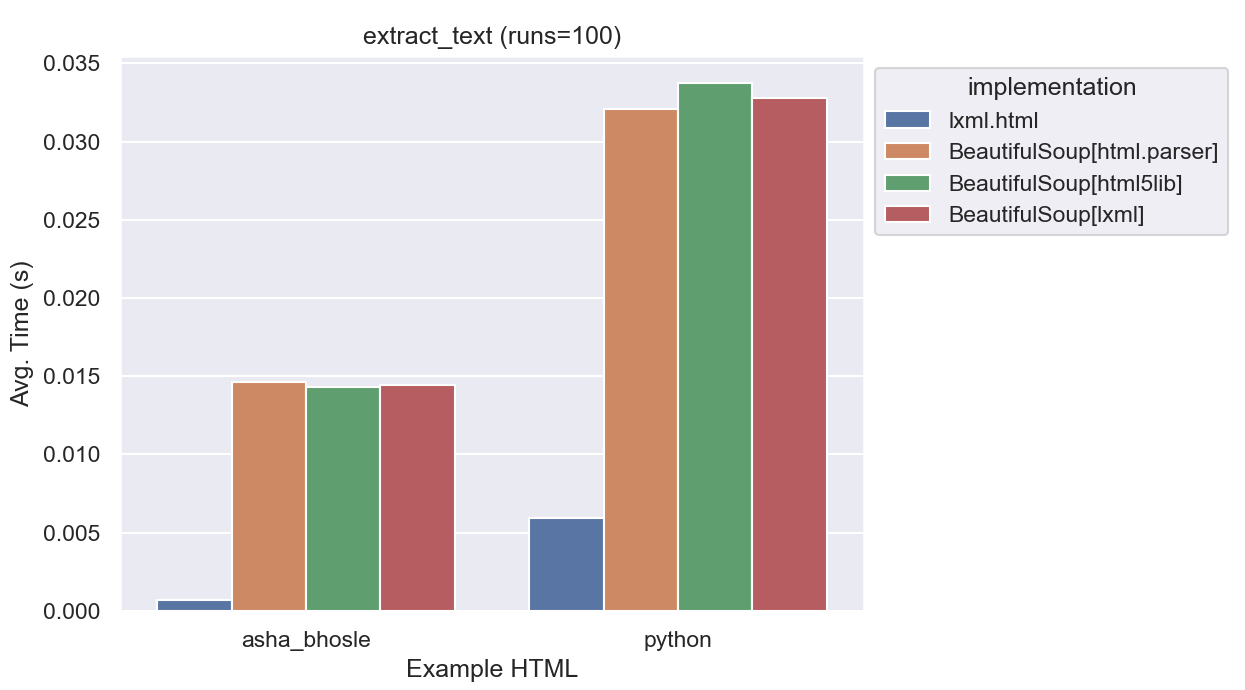 extract_text (runs=100)
0.035
0.030
0.025
0.020
0.015
0.010
0.005
0.000
Avg. Time (s)
asha_bhosle
python
Example HTML
implementation
lxml.html
BeautifulSoup[html.parser]
BeautifulSoup[html5lib]
BeautifulSoup[lxml]